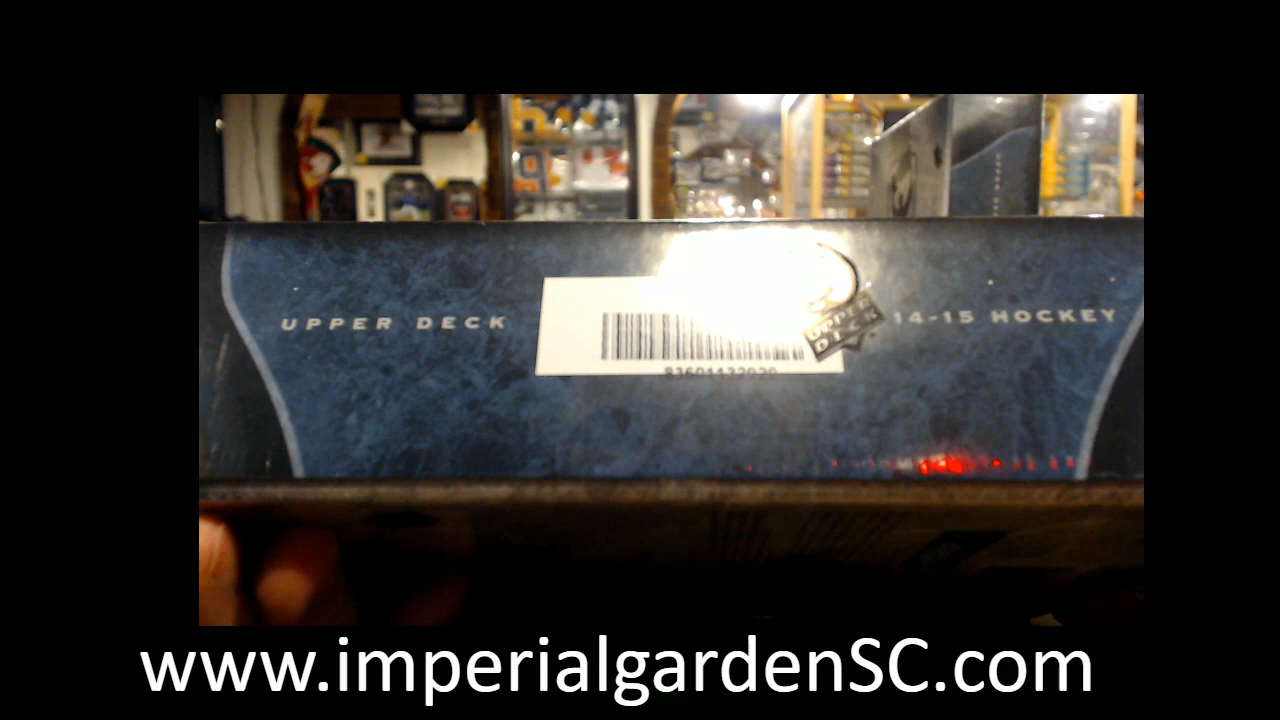 UPPER DECK
UPPER
DECK
14-15 HOCKEY
www.imperialgardenSC.com